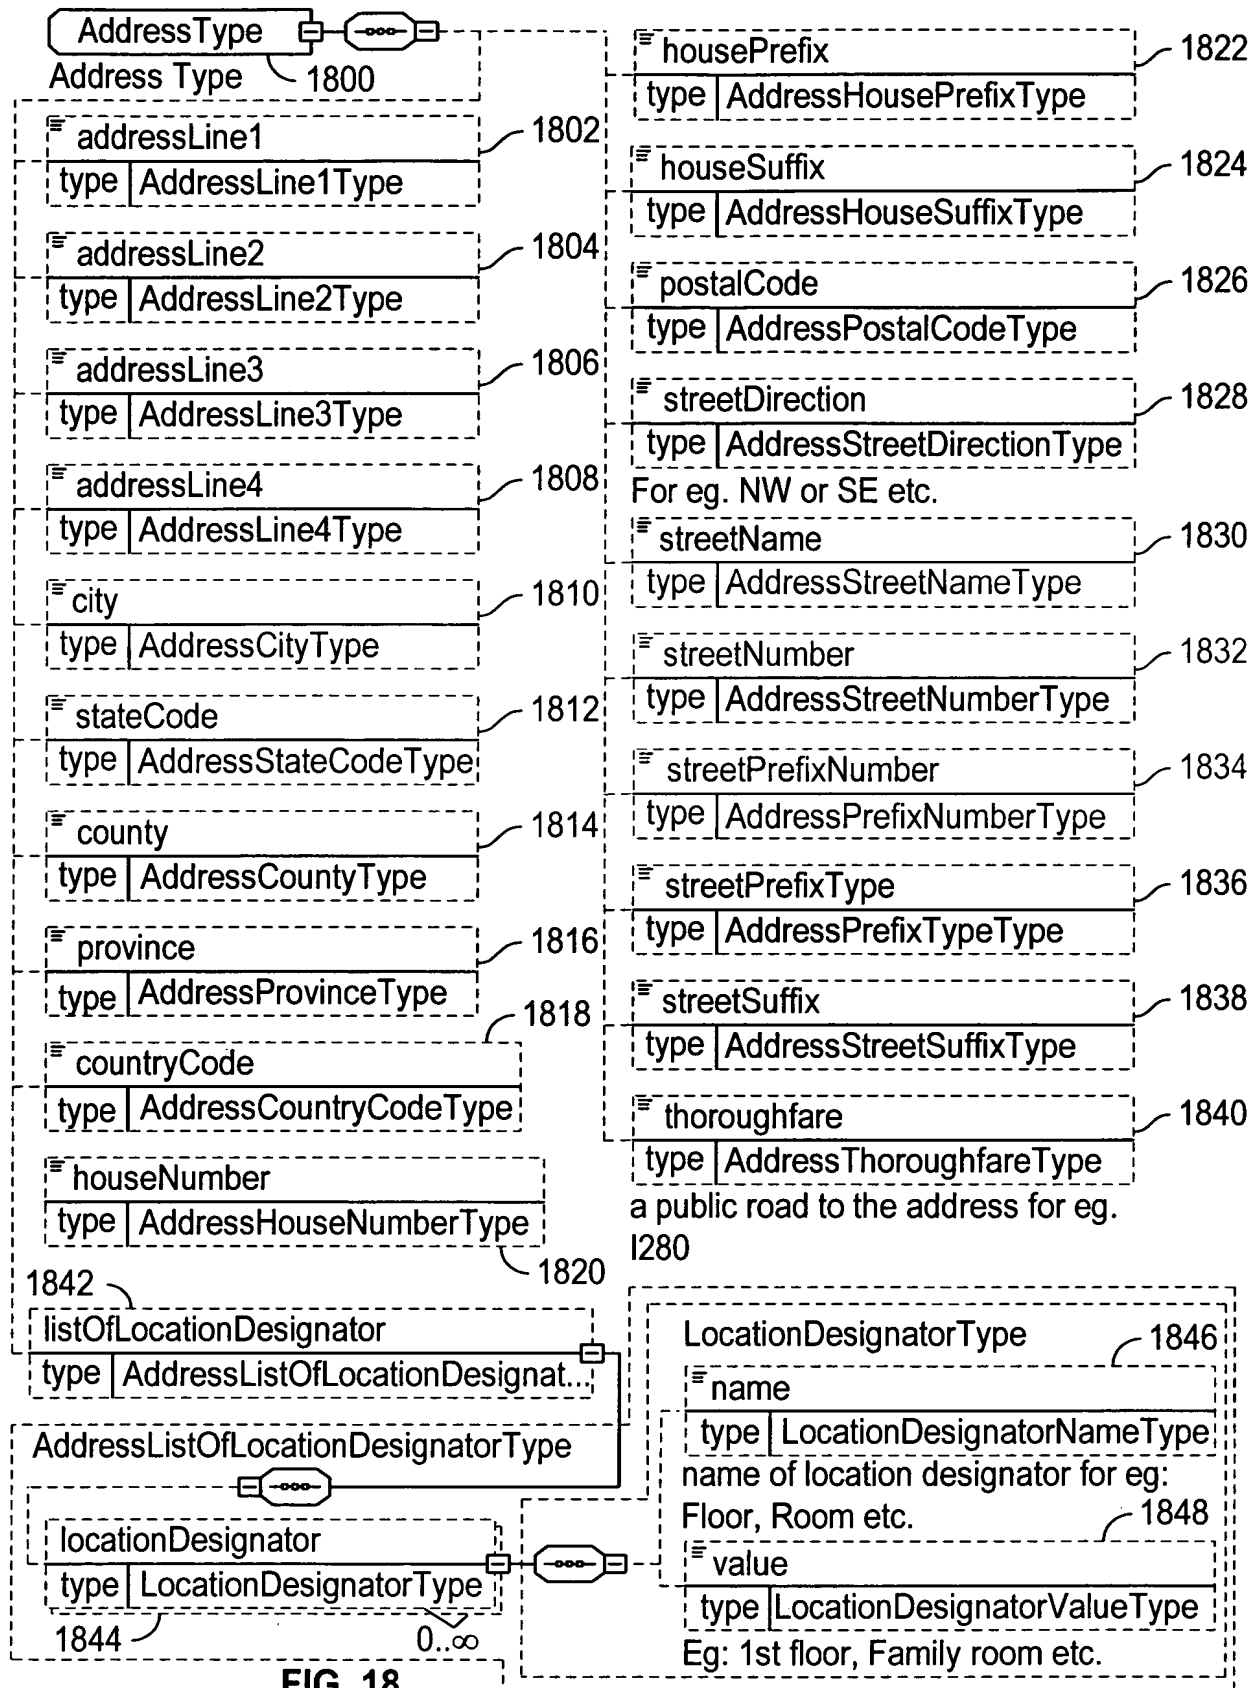 AddressType
Address Type
1800
addressLine1
1802
type AddressLine1Type
addressLine2
1804
type AddressLine2Type
addressLine3
1806
type AddressLine3Type
addressLine4
1808
type AddressLine4Type
city
1810
type AddressCityType
stateCode
1812
type AddressStateCodeType
county
1814
type AddressCountyType
province
1816
type AddressProvinceType
1818
countryCode
type AddressCountryCodeType
houseNumber
type AddressHouseNumberType
1820
housePrefix
1822
type AddressHousePrefixType
houseSuffix
1824
type AddressHouseSuffixType
postalCode
1826
type AddressPostalCodeType
streetDirection
1828
type AddressStreetDirectionType
For eg. NW or SE etc.
streetName
1830
type AddressStreetNameType
streetNumber
1832
type AddressStreetNumberType
streetPrefixNumber
1834
type AddressPrefixNumberType
streetPrefixType
1836
type AddressPrefixTypeType
streetSuffix
1838
type AddressStreetSuffixType
thoroughfare
1840
type AddressThoroughfareType
a public road to the address for eg.
I280
1842
listOfLocationDesignator
type AddressListOfLocationDesignat...
AddressListOfLocationDesignatorType
locationDesignator
type LocationDesignatorType
1844
0..∞
LocationDesignatorType
1846
name
type LocationDesignatorNameType
name of location designator for eg:
Floor, Room etc.
1848
value
type LocationDesignatorValueType
Eg: 1st floor, Family room etc.
FIG. 18